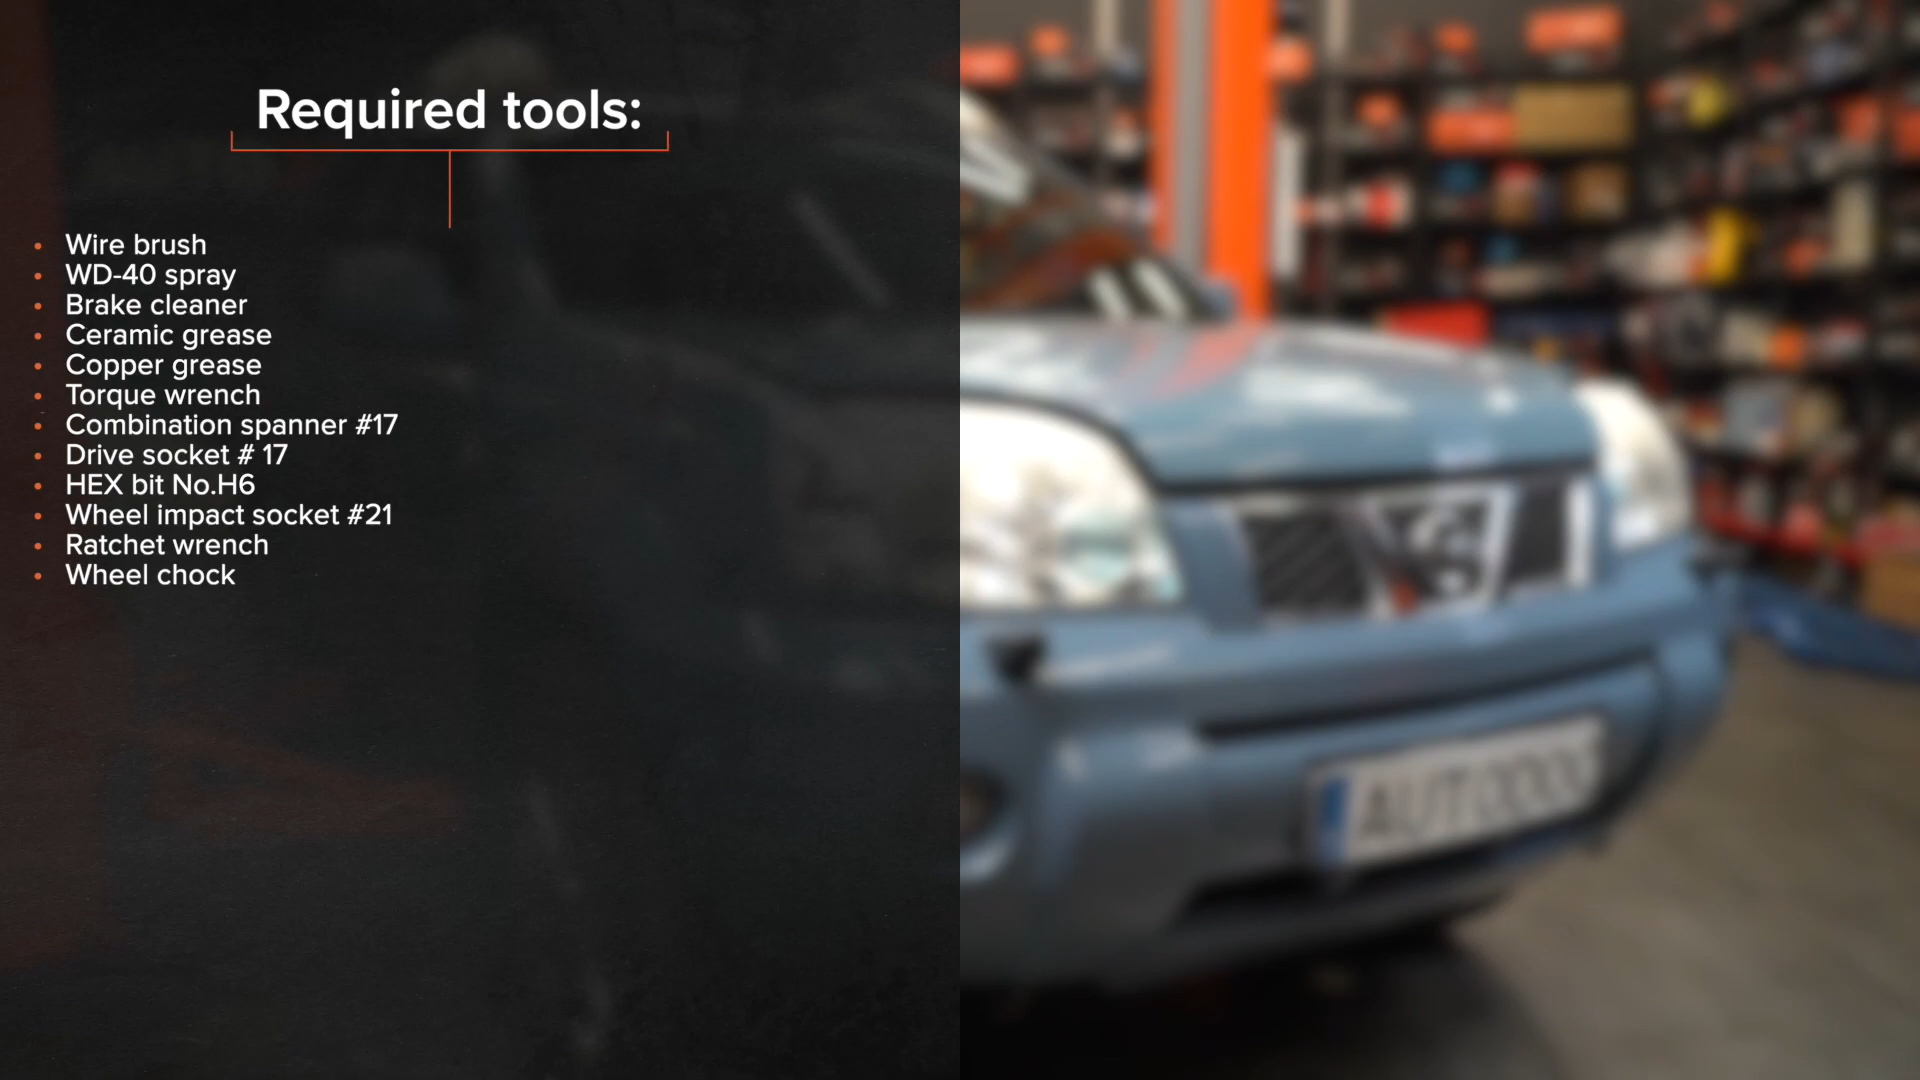 Required tools:
Wire brush
WD-40 spray
Brake cleaner
Ceramic grease
Copper grease
Torque wrench
Combination spanner #17
Drive socket # 17
HEX bit No.H6
Wheel impact socket #21
Ratchet wrench
Wheel chock